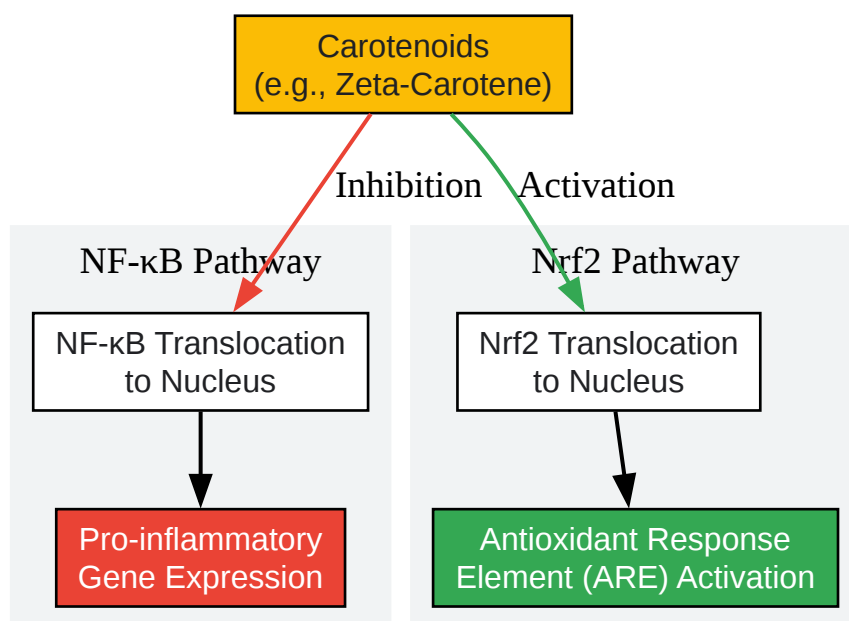 Carotenoids
(e.g., Zeta-Carotene)
Inhibition
Activation
NF-κB Pathway
NF-κB Translocation
to Nucleus
Pro-inflammatory
Gene Expression
Nrf2 Pathway
Nrf2 Translocation
to Nucleus
Antioxidant Response
Element (ARE) Activation